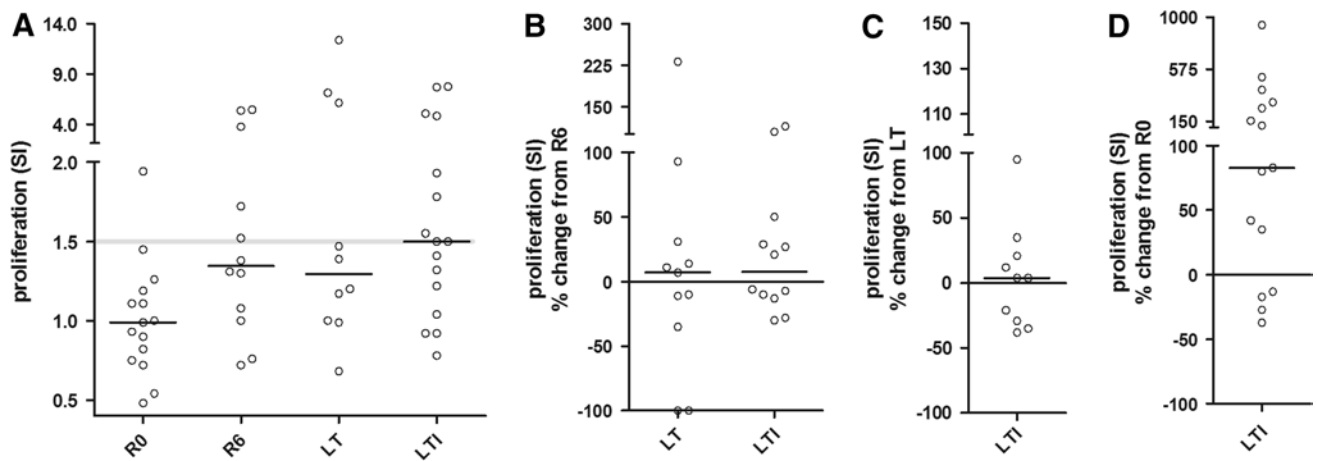 A
proliferation (SI)
14.0
9.0
4.0
2.0
1.5
1.0
0.5
R0
R6
LT
LTI
B
proliferation (SI)
% change from R6
300
225
150
100
50
0
-50
-100
LT
LTI
C
proliferation (SI)
% change from LT
150
130
110
100
50
0
-50
-100
LTI
D
proliferation (SI)
% change from R0
1000
575
150
100
50
0
-50
-100
LTI